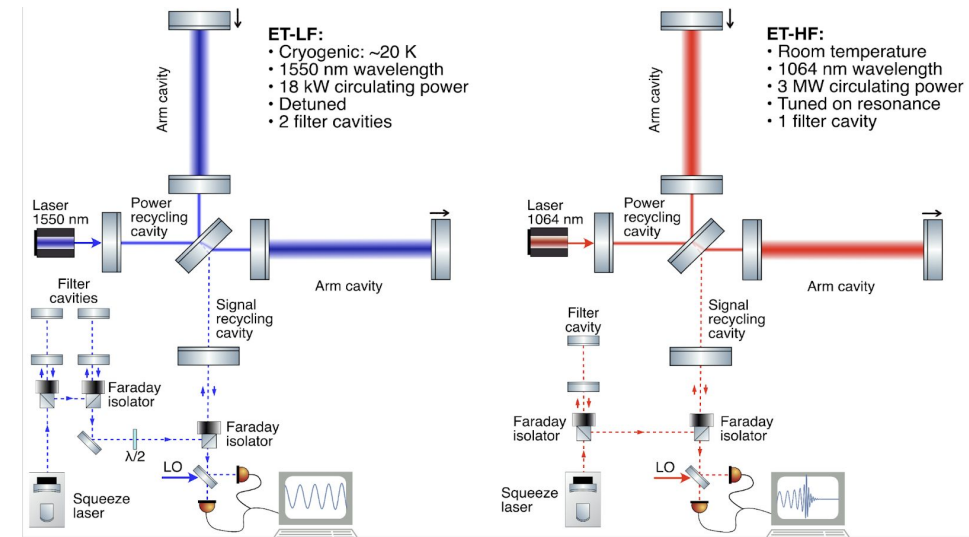 ET-LF:
• Cryogenic: ~20 K
• 1550 nm wavelength
• 18 kW circulating power
• Detuned
• 2 filter cavities
Arm cavity
Laser
1550 nm
Power
recycling
cavity
Arm cavity
Filter
cavities
Signal
recycling
cavity
Faraday
isolator
Faraday
isolator
λ/2
LO
Squeeze
laser
ET-HF:
• Room temperature
• 1064 nm wavelength
• 3 MW circulating power
• Tuned on resonance
• 1 filter cavity
Arm cavity
Laser
1064 nm
Power
recycling
cavity
Arm cavity
Filter
cavity
Signal
recycling
cavity
Faraday
isolator
Faraday
isolator
LO
Squeeze
laser